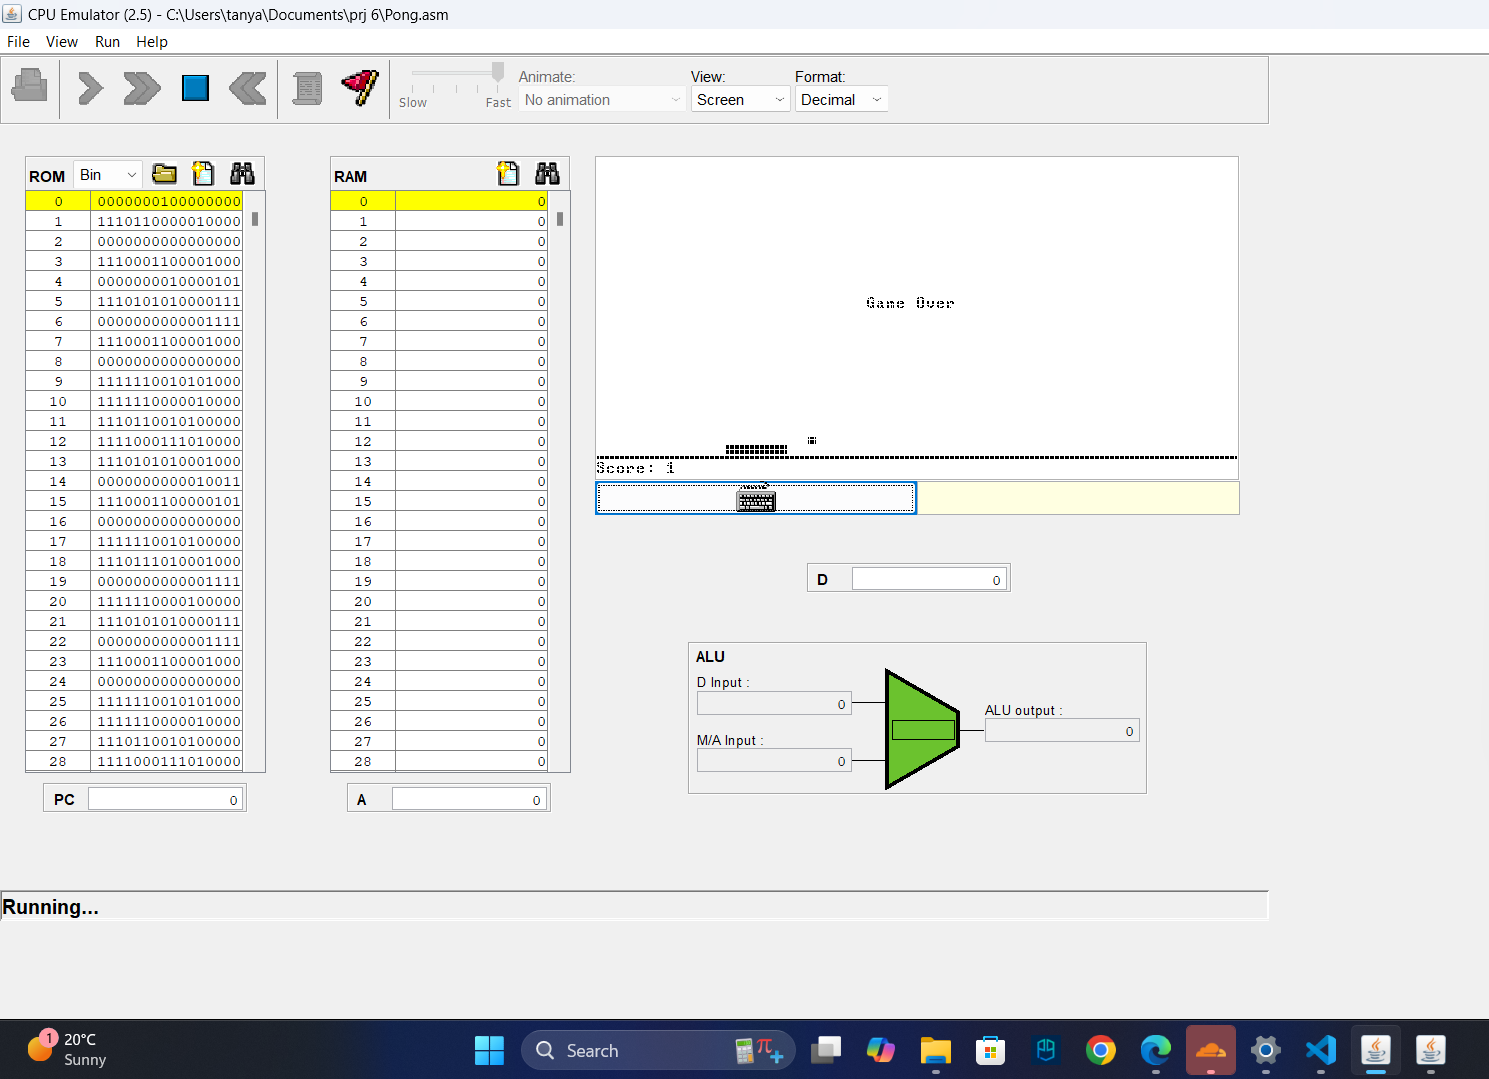 CPU Emulator (2.5) - C:\Users\tanya\Documents\prj 6\Pong.asm
File View Run Help
Slow Fast
Animate:
No animation
View:
Screen
Format:
Decimal
ROM Bin
0 0000000100000000
1 1110110000010000
2 0000000000000000
3 1110001100001000
4 0000000010000101
5 1110101010000111
6 0000000000001111
7 1110001100001000
8 0000000000000000
9 1111110010101000
10 1111110000010000
11 1110110010100000
12 1111000111010000
13 1110101010001000
14 0000000000010011
15 1110001100000101
16 0000000000000000
17 1111110010100000
18 1110111010001000
19 0000000000001111
20 1111110000100000
21 1110101010000111
22 0000000000001111
23 1110001100001000
24 0000000000000000
25 1111110010101000
26 1111110000010000
27 1110110010100000
28 1111000111010000
PC 0
RAM
0 0
1 0
2 0
3 0
4 0
5 0
6 0
7 0
8 0
9 0
10 0
11 0
12 0
13 0
14 0
15 0
16 0
17 0
18 0
19 0
20 0
21 0
22 0
23 0
24 0
25 0
26 0
27 0
28 0
A 0
Game Over
Score: 1
D 0
ALU
D Input :
0
M/A Input :
0
ALU output :
0
Running...
1
20°C
Sunny
Search